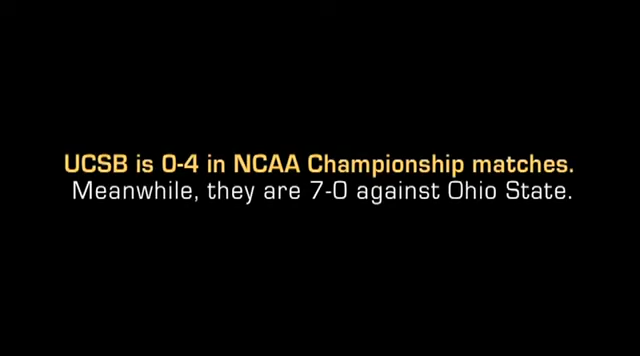 UCSB is 0-4 in NCAA Championship matches.
Meanwhile, they are 7-0 against Ohio State.